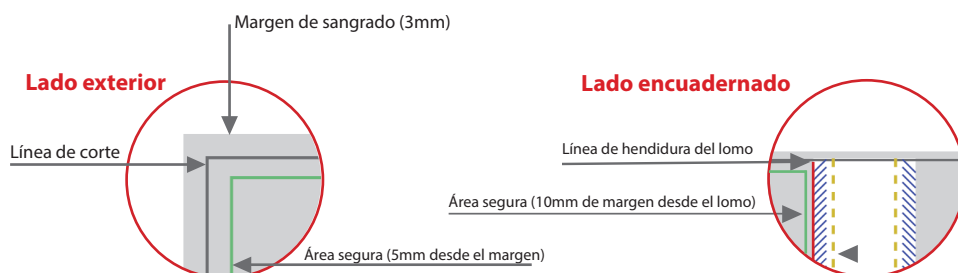 Margen de sangrado (3mm)
Lado exterior
Lado encuadernado
Línea de corte
Línea de hendidura del lomo
Área segura (10mm de margen desde el lomo)
Área segura (5mm desde el margen)